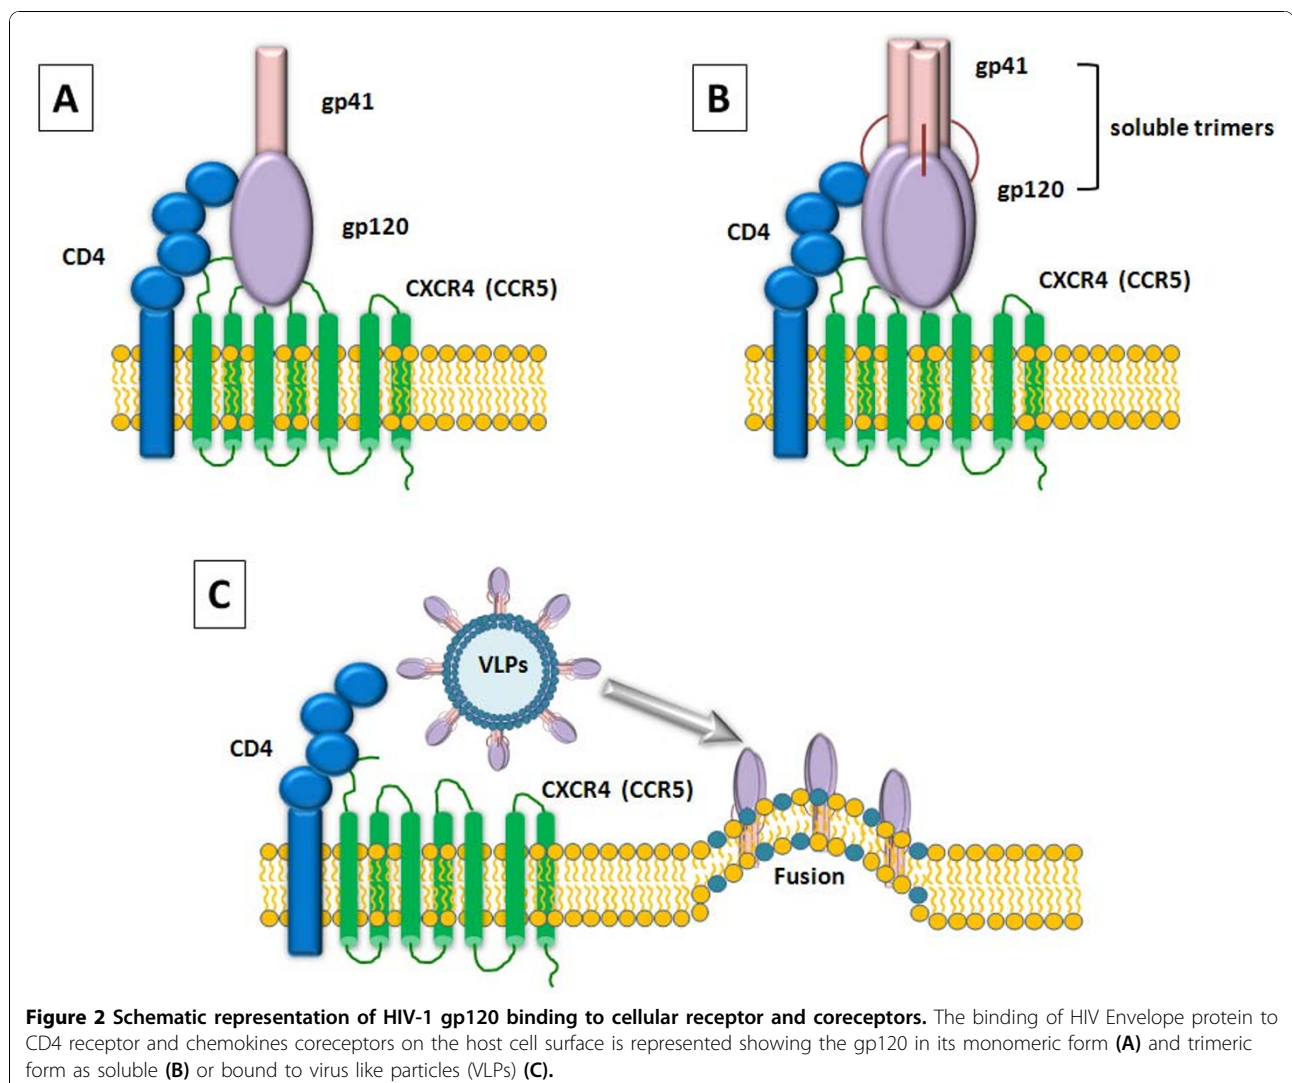 A
gp41
gp120
CD4
CXCR4 (CCR5)
B
gp41
soluble trimers
gp120
CD4
CXCR4 (CCR5)
C
VLPs
CD4
CXCR4 (CCR5)
Fusion
Figure 2 Schematic representation of HIV-1 gp120 binding to cellular receptor and coreceptors. The binding of HIV Envelope protein to
CD4 receptor and chemokines coreceptors on the host cell surface is represented showing the gp120 in its monomeric form (A) and trimeric
form as soluble (B) or bound to virus like particles (VLPs) (C).